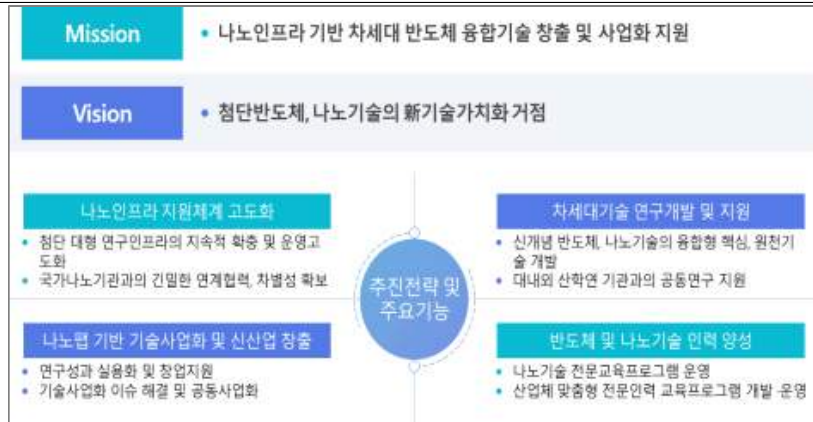 Mission
• 나노인프라 기반 차세대 반도체 융합기술 창출 및 사업화 지원
Vision
• 첨단반도체, 나노기술의 新기술가치화 거점
나노인프라 지원체계 고도화
• 첨단 대형 연구인프라의 지속적 확충 및 운영고
도화
• 국가나노기관과의 긴밀한 연계협력, 차별성 확보
차세대기술 연구개발 및 지원
• 신개념 반도체, 나노기술의 융합형 핵심, 원천기
술 개발
• 대내외 산학연 기관과의 공동연구 지원
추진전략 및
주요기능
나노팹 기반 기술사업화 및 신산업 창출
• 연구성과 실용화 및 창업지원
• 기술사업화 이슈 해결 및 공동사업화
반도체 및 나노기술 인력 양성
• 나노기술 전문교육프로그램 운영
• 산업체 맞춤형 전문인력 교육프로그램 개발·운영